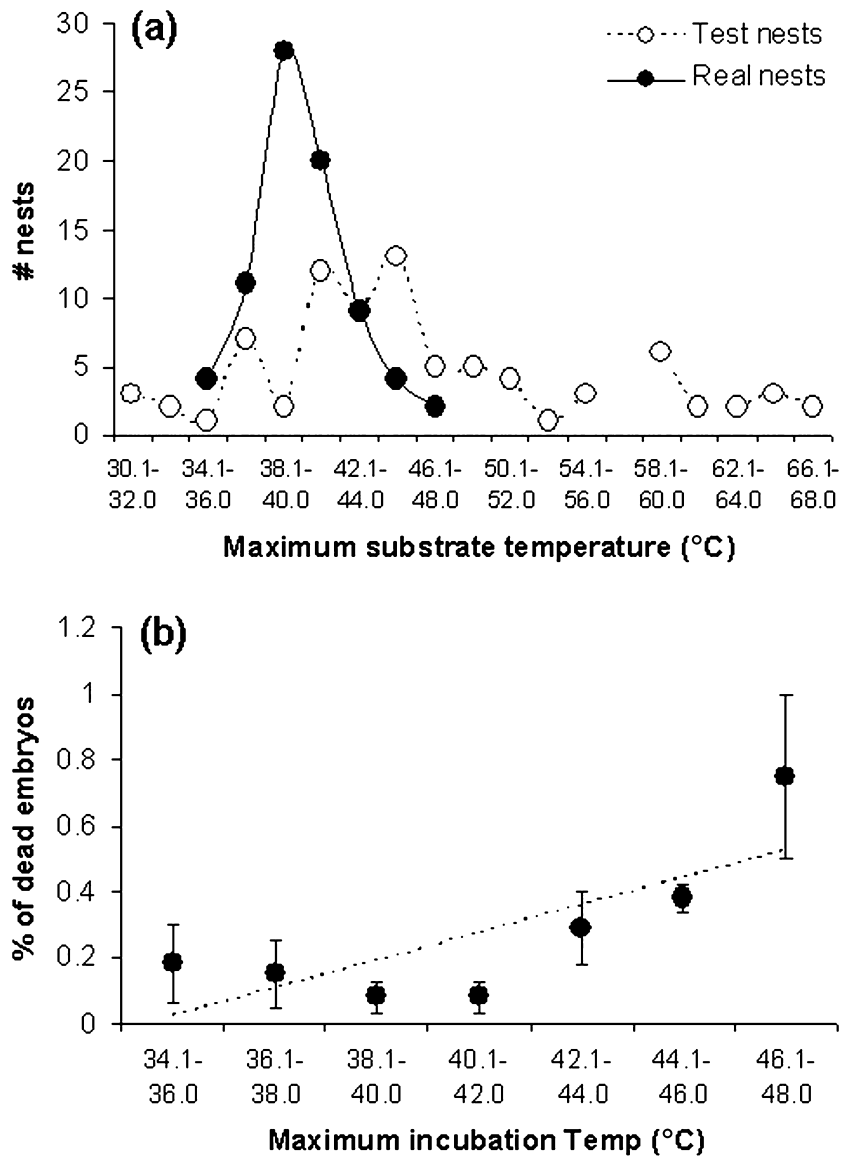 (a)
Test nests
Real nests
30
25
20
15
10
5
0
# nests
30.1- 34.1- 38.1- 42.1- 46.1- 50.1- 54.1- 58.1- 62.1- 66.1-
32.0 36.0 40.0 44.0 48.0 52.0 56.0 60.0 64.0 68.0
Maximum substrate temperature (°C)
(b)
1.2
1
0.8
0.6
0.4
0.2
0
% of dead embryos
34.1- 36.1- 38.1- 40.1- 42.1- 44.1- 46.1-
36.0 38.0 40.0 42.0 44.0 46.0 48.0
Maximum incubation Temp (°C)